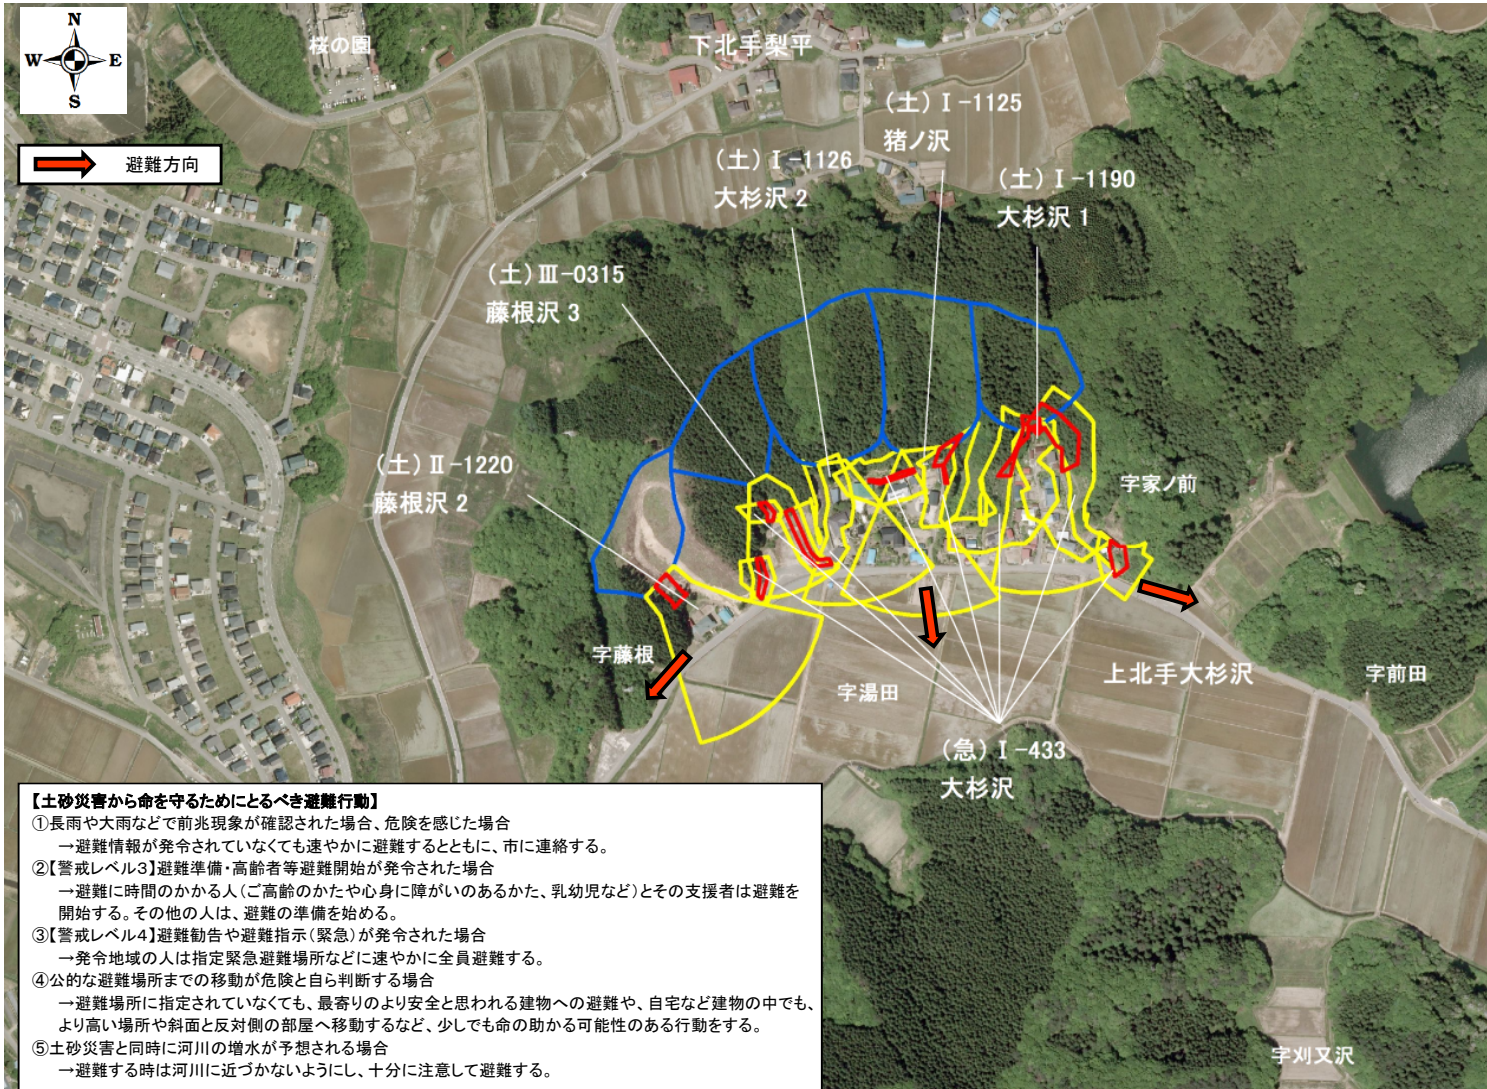 N
W E
S
避難方向
桜の園
下北手梨平
(土)Ⅰ-1125
猪ノ沢
(土)Ⅰ-1126
大杉沢 2
(土)Ⅰ-1190
大杉沢 1
(土)Ⅲ-0315
藤根沢 3
(土)Ⅱ-1220
藤根沢 2
字家ノ前
字藤根
字湯田
上北手大杉沢
字前田
(急)Ⅰ-433
大杉沢
字刈又沢
【土砂災害から命を守るためにとるべき避難行動】
①長雨や大雨などで前兆現象が確認された場合、危険を感じた場合
→避難情報が発令されていなくても速やかに避難するとともに、市に連絡する。
②【警戒レベル3】避難準備・高齢者等避難開始が発令された場合
→避難に時間のかかる人(ご高齢のかたや心身に障がいのあるかた、乳幼児など)とその支援者は避難を
開始する。その他の人は、避難の準備を始める。
③【警戒レベル4】避難勧告や避難指示(緊急)が発令された場合
→発令地域の人は指定緊急避難場所などに速やかに全員避難する。
④公的な避難場所までの移動が危険と自ら判断する場合
→避難場所に指定されていなくても、最寄りのより安全と思われる建物への避難や、自宅など建物の中でも、
より高い場所や斜面と反対側の部屋へ移動するなど、少しでも命の助かる可能性のある行動をする。
⑤土砂災害と同時に河川の増水が予想される場合
→避難する時は河川に近づかないようにし、十分に注意して避難する。